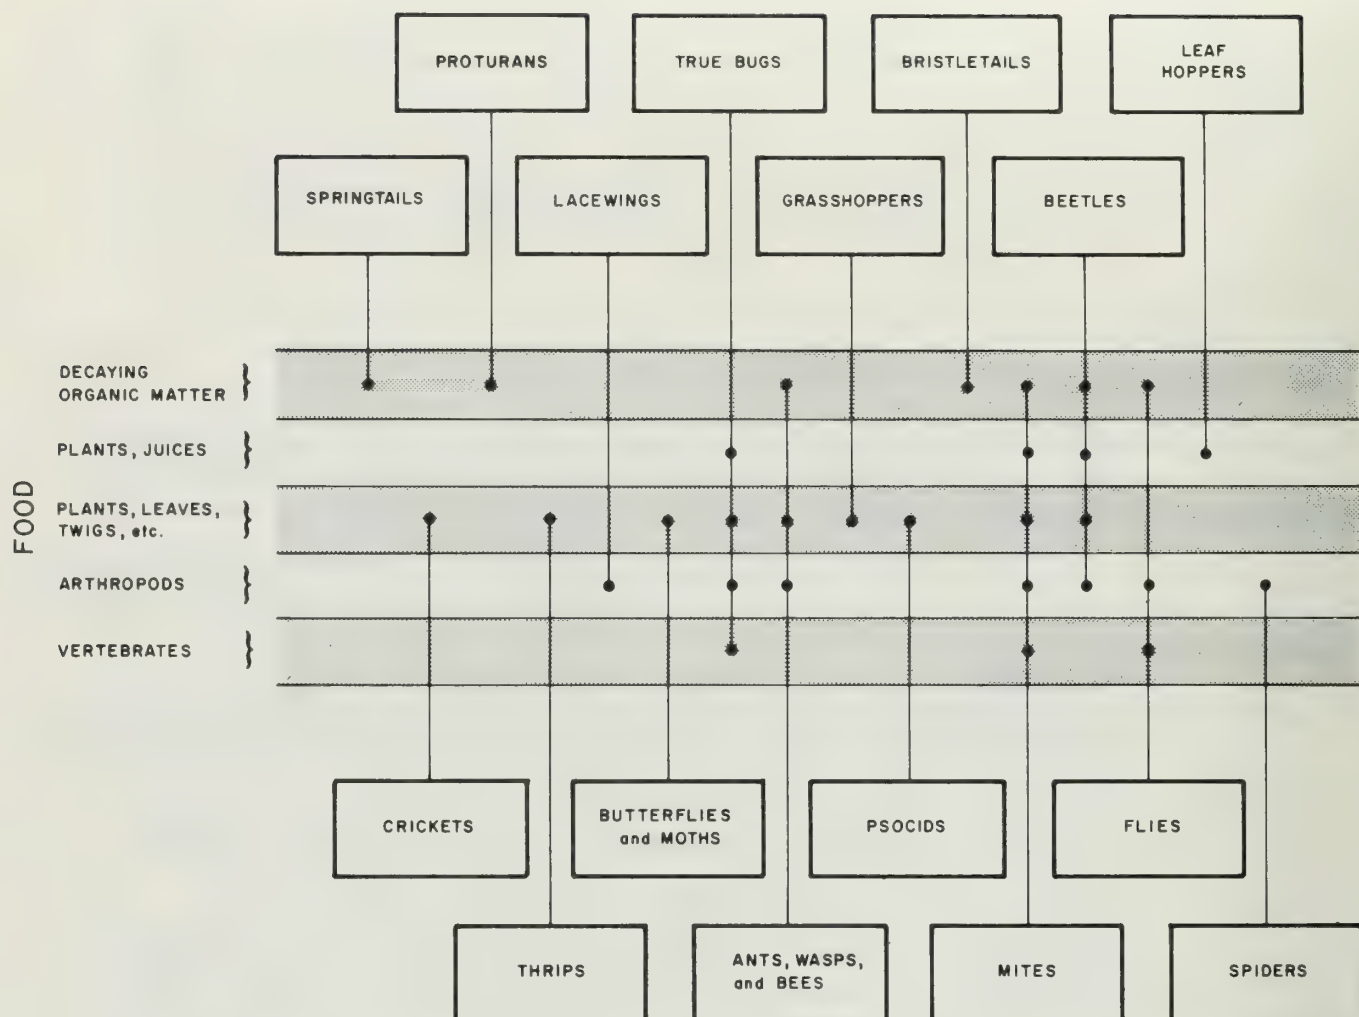 PROTURANS
TRUE BUGS
BRISTLETAILS
LEAF
HOPPERS
SPRINGTAILS
LACEWINGS
GRASSHOPPERS
BEETLES
FOOD
DECAYING
ORGANIC MATTER
PLANTS, JUICES
PLANTS, LEAVES,
TWIGS, etc.
ARTHROPODS
VERTEBRATES
CRICKETS
BUTTERFLIES
and MOTHS
PSOCIDS
FLIES
THRIPS
ANTS, WASPS,
and BEES
MITES
SPIDERS